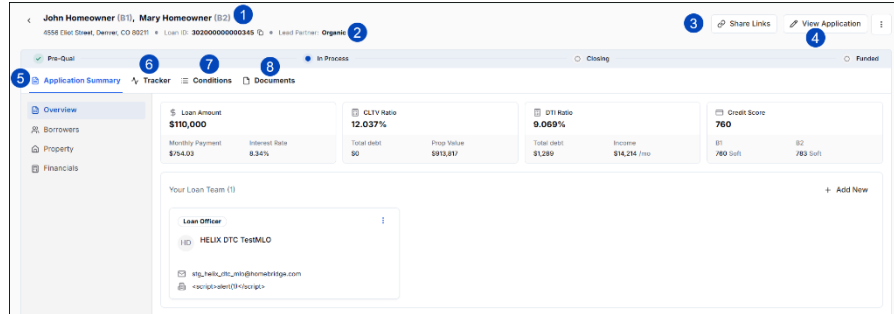 John Homeowner (B1), Mary Homeowner (B2) 1
4556 Eliot Street, Denver, CO 80211 • Loan ID: 302000000000345 • Lead Partner: Organic 2
3 Share Links
View Application
4
Pre-Qual
In Process
Closing
Funded
5 Application Summary
6 Tracker
7 Conditions
8 Documents
Overview
Borrowers
Property
Financials
$ Loan Amount
$110,000
Monthly Payment Interest Rate
$754.03 8.34%
CLTV Ratio
12.037%
Total debt Prop Value
$0 $913,817
DTI Ratio
9.069%
Total debt Income
$1,289 $14,214 /mo
Credit Score
760
B1 B2
760 Soft 783 Soft
Your Loan Team (1)
+ Add New
Loan Officer
HD HELIX DTC TestMLO
stg_helix_dtc_mlo@homebridge.com
<script>alert(1)</script>